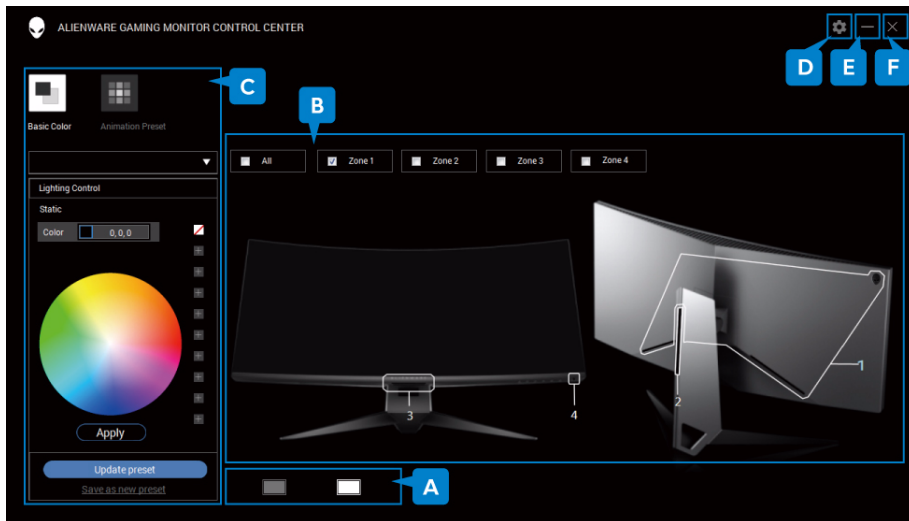 ALIENWARE GAMING MONITOR CONTROL CENTER
D E F
C
B
Basic Color Animation Preset
All Zone 1 Zone 2 Zone 3 Zone 4
Lighting Control
Static
Color 0, 0, 0
1
2
3 4
Apply
Update preset
Save as new preset
A